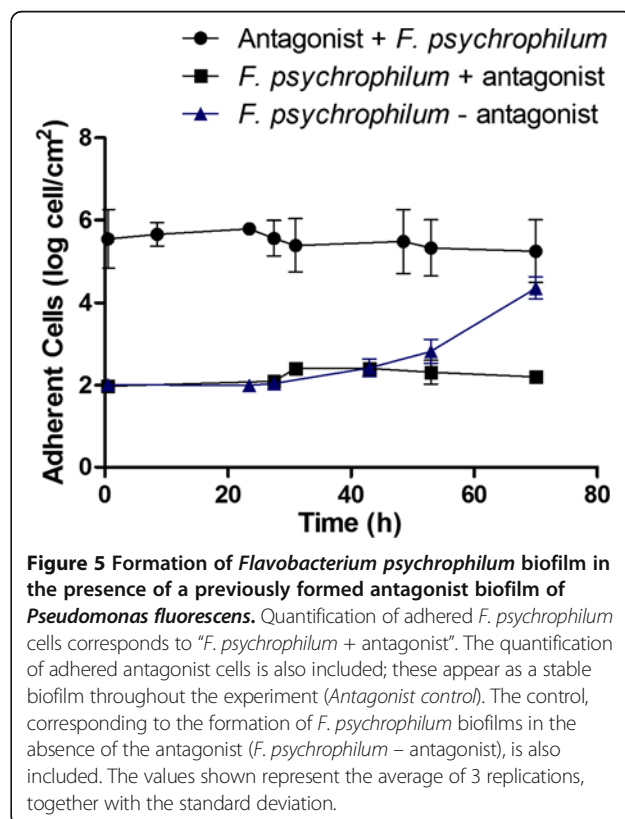 Antagonist + F. psychrophilum
F. psychrophilum + antagonist
F. psychrophilum - antagonist
Adherent Cells (log cell/cm²)
8
6
4
2
0
0 20 40 60 80
Time (h)
Figure 5 Formation of Flavobacterium psychrophilum biofilm in
the presence of a previously formed antagonist biofilm of
Pseudomonas fluorescens. Quantification of adhered F. psychrophilum
cells corresponds to “F. psychrophilum + antagonist”. The quantification
of adhered antagonist cells is also included; these appear as a stable
biofilm throughout the experiment (Antagonist control). The control,
corresponding to the formation of F. psychrophilum biofilms in the
absence of the antagonist (F. psychrophilum – antagonist), is also
included. The values shown represent the average of 3 replications,
together with the standard deviation.